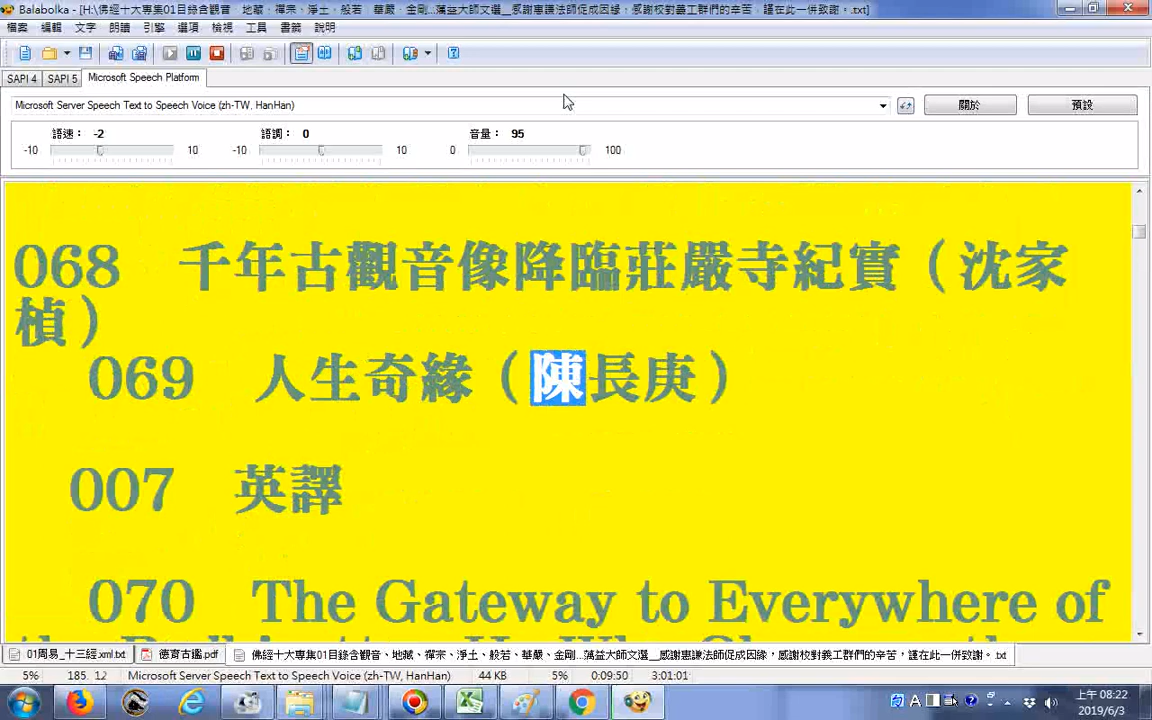 Balabolka - [H:\佛經十大專集01目錄含觀音　地藏、禪宗、淨土、般若　華嚴、金剛...蕅益大師文選__感謝惠謙法師促成因緣，感謝校對義工群們的辛苦，謹在此一併致謝。.txt]
檔案 編輯 文字 朗讀 引擎 選項 檢視 工具 書籤 說明
SAPI 4 SAPI 5 Microsoft Speech Platform
Microsoft Server Speech Text to Speech Voice (zh-TW, HanHan) 關於 預設
語速： -2 語調： 0 音量： 95
-10 10 -10 10 0 100
068　千年古觀音像降臨莊嚴寺紀實（沈家
楨）
069　人生奇緣（陳長庚）
007　英譯
070　The Gateway to Everywhere of
01周易_十三經.xml.txt 德育古鑑.pdf 佛經十大專集01目錄含觀音、地藏、禪宗、淨土、般若、華嚴、金剛...蕅益大師文選__感謝惠謙法師促成因緣，感謝校對義工群們的辛苦，謹在此一併致謝。.txt
5% 185. 12 Microsoft Server Speech Text to Speech Voice (zh-TW, HanHan) 44 KB 5% 0:09:50 3:01:01
上午 08:22
2019/6/3